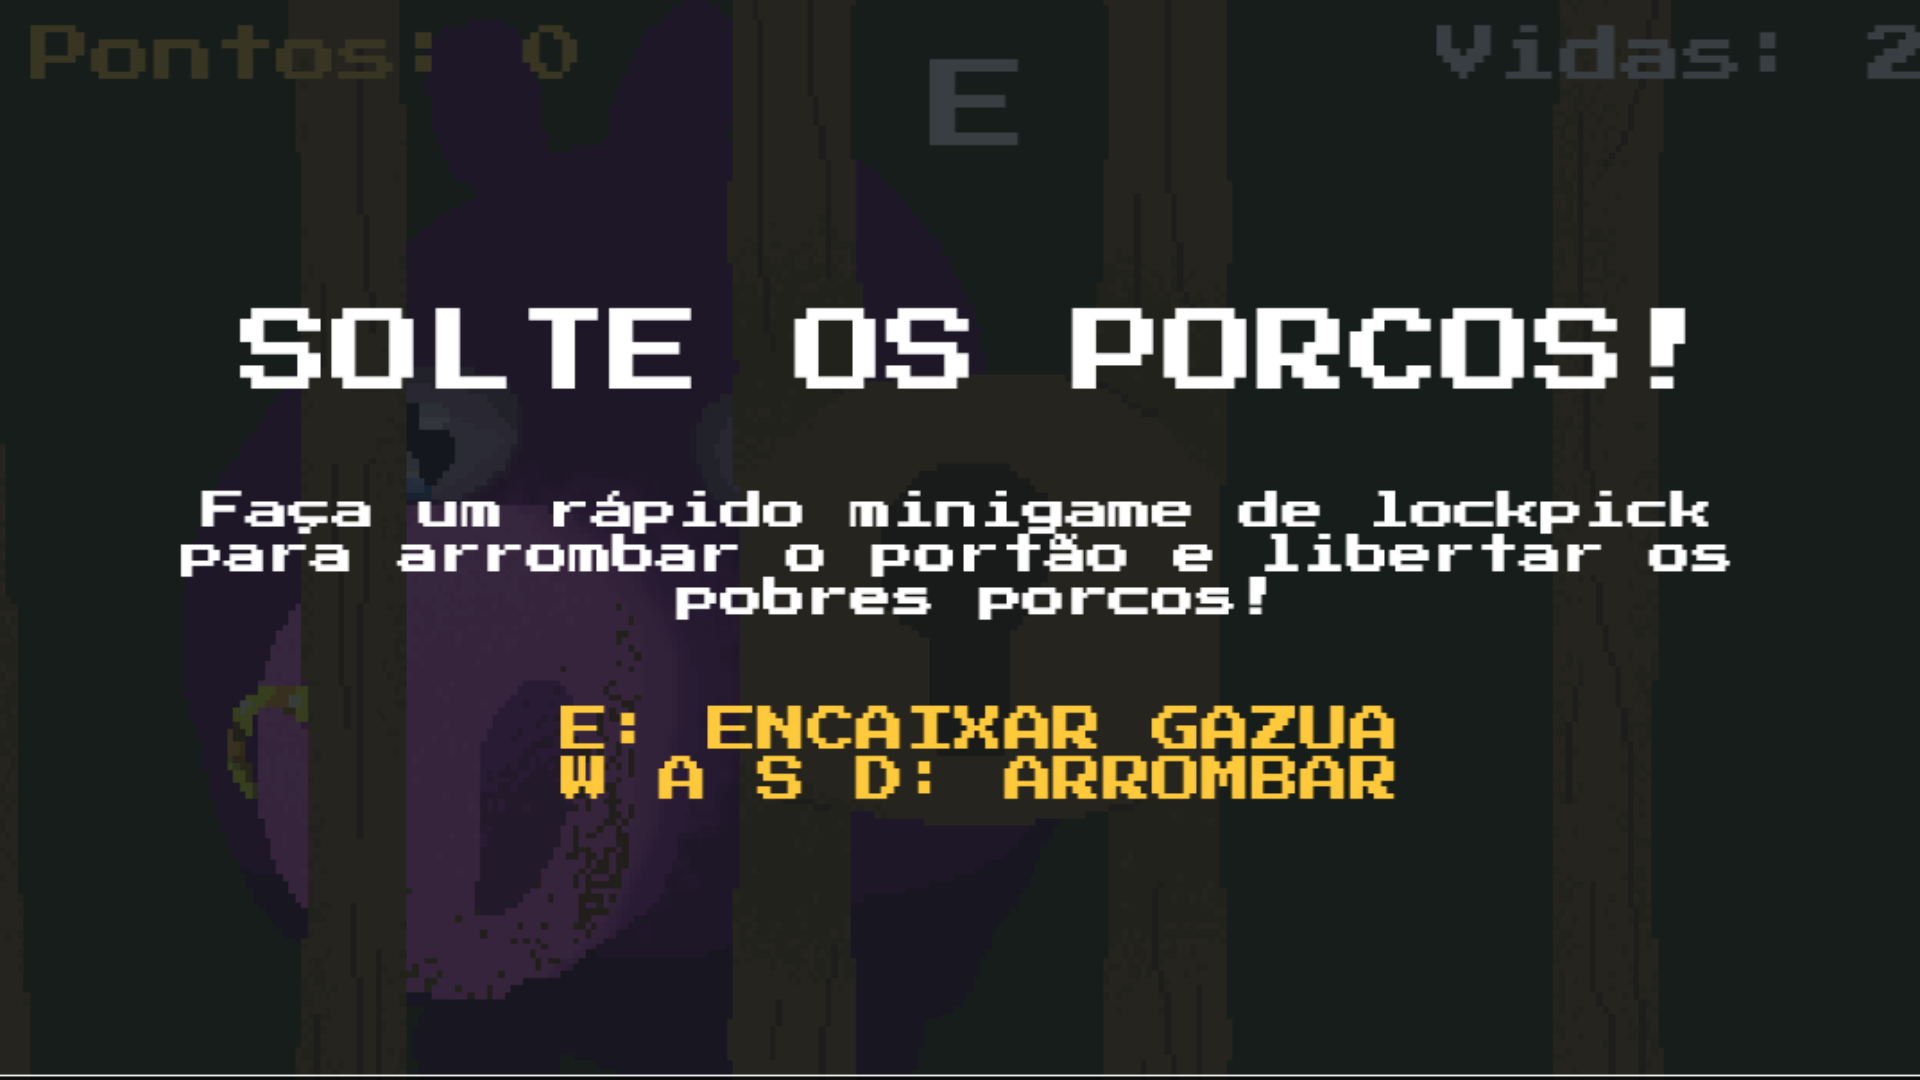 Pontos: 0
E
Vidas: 2
SOLTE OS PORCOS!
Faça um rápido minigame de lockpick
para arrombar o portão e libertar os
pobres porcos!
E: ENCAIXAR GAZUA
W A S D: ARROMBAR